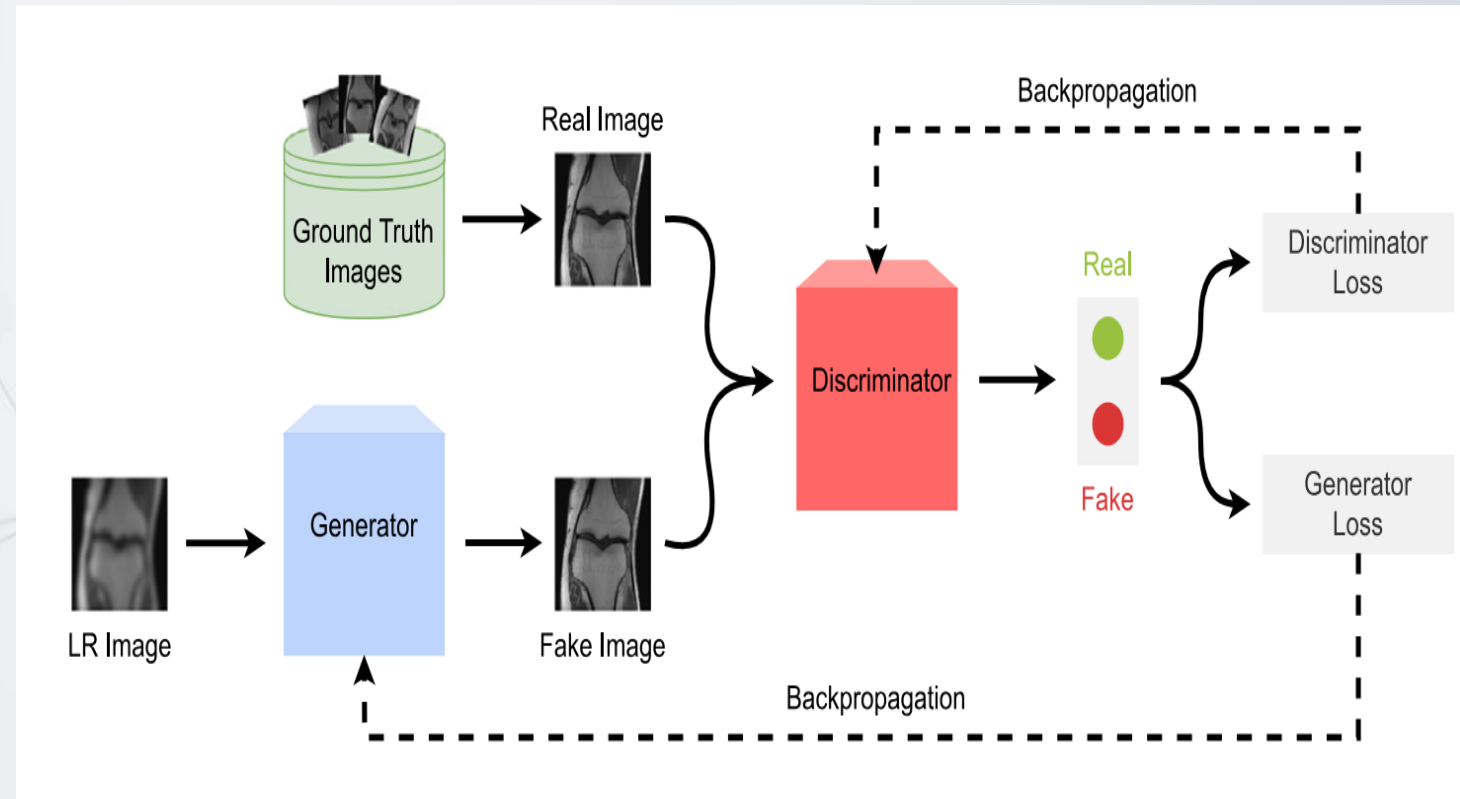 Backpropagation
Real Image
Ground Truth
Images
Discriminator
Loss
Real
Discriminator
Fake
Generator
Generator
Loss
LR Image
Fake Image
Backpropagation